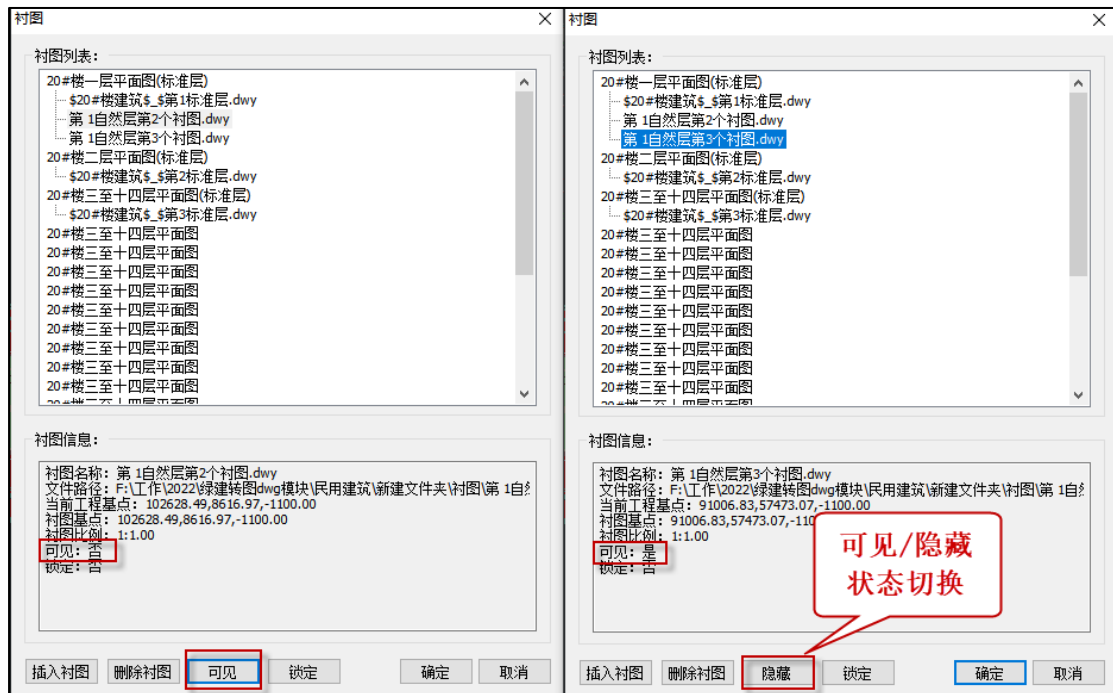 衬图
衬图列表:
20#楼一层平面图(标准层)
$20#楼建筑$_$第1标准层.dwy
第 1自然层第2个衬图.dwy
第 1自然层第3个衬图.dwy
20#楼二层平面图(标准层)
$20#楼建筑$_$第2标准层.dwy
20#楼三至十四层平面图(标准层)
$20#楼建筑$_$第3标准层.dwy
20#楼三至十四层平面图
20#楼三至十四层平面图
20#楼三至十四层平面图
20#楼三至十四层平面图
20#楼三至十四层平面图
20#楼三至十四层平面图
20#楼三至十四层平面图
20#楼三至十四层平面图
20#楼三至十四层平面图
衬图信息:
衬图名称: 第 1自然层第2个衬图.dwy
文件路径: F:\工作\2022\绿建转图dwg模块\民用建筑\新建文件夹\衬图\第 1自
当前工程基点: 102628.49,8616.97,-1100.00
衬图基点: 102628.49,8616.97,-1100.00
衬图比例: 1:1.00
可见: 否
锁定: 否
插入衬图 删除衬图 可见 锁定 确定 取消
衬图
衬图列表:
20#楼一层平面图(标准层)
$20#楼建筑$_$第1标准层.dwy
第 1自然层第2个衬图.dwy
第 1自然层第3个衬图.dwy
20#楼二层平面图(标准层)
$20#楼建筑$_$第2标准层.dwy
20#楼三至十四层平面图(标准层)
$20#楼建筑$_$第3标准层.dwy
20#楼三至十四层平面图
20#楼三至十四层平面图
20#楼三至十四层平面图
20#楼三至十四层平面图
20#楼三至十四层平面图
20#楼三至十四层平面图
20#楼三至十四层平面图
20#楼三至十四层平面图
20#楼三至十四层平面图
衬图信息:
衬图名称: 第 1自然层第3个衬图.dwy
文件路径: F:\工作\2022\绿建转图dwg模块\民用建筑\新建文件夹\衬图\第 1自
当前工程基点: 91006.83,57473.07,-1100.00
衬图基点: 91006.83,57473.07,-110
衬图比例: 1:1.00
可见: 是
锁定: 否
可见/隐藏
状态切换
插入衬图 删除衬图 隐藏 锁定 确定 取消